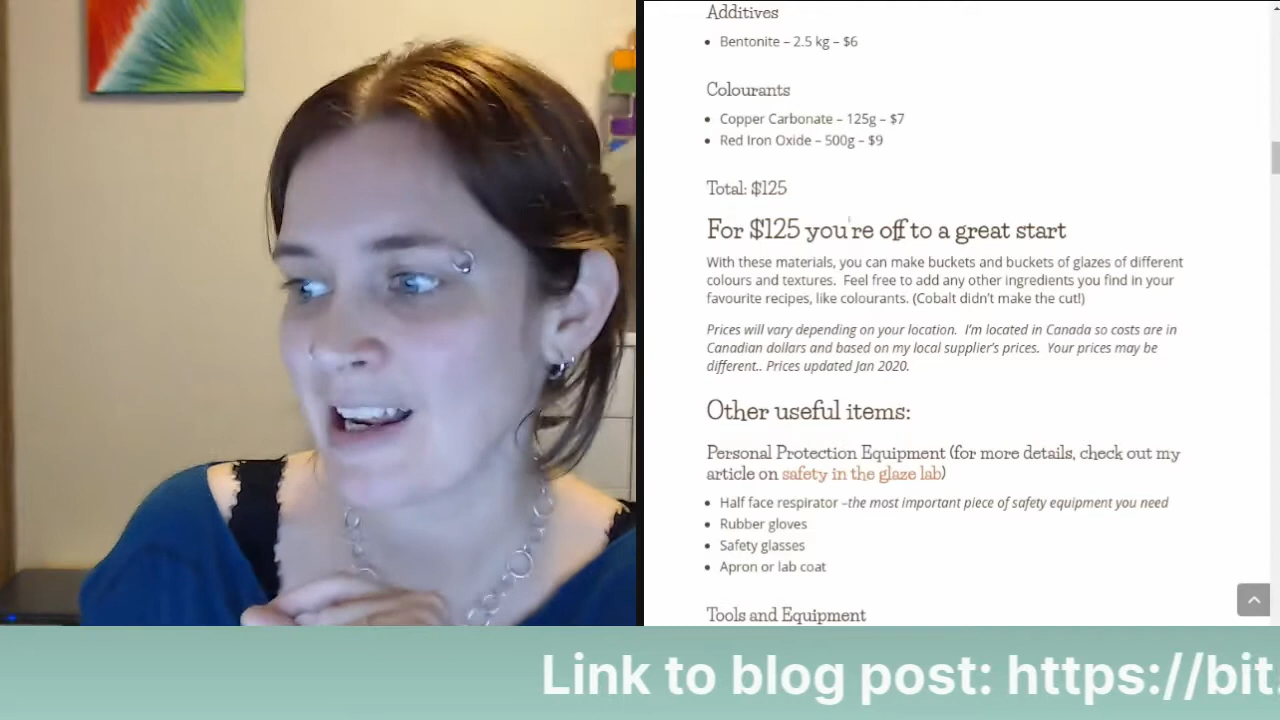 Additives
• Bentonite – 2.5 kg – $6
Colourants
• Copper Carbonate – 125g – $7
• Red Iron Oxide – 500g – $9
Total: $125
For $125 you're off to a great start
With these materials, you can make buckets and buckets of glazes of different
colours and textures.  Feel free to add any other ingredients you find in your
favourite recipes, like colourants. (Cobalt didn't make the cut!)
Prices will vary depending on your location.  I'm located in Canada so costs are in
Canadian dollars and based on my local supplier's prices.  Your prices may be
different.. Prices updated Jan 2020.
Other useful items:
Personal Protection Equipment (for more details, check out my
article on safety in the glaze lab)
• Half face respirator –the most important piece of safety equipment you need
• Rubber gloves
• Safety glasses
• Apron or lab coat
Tools and Equipment
Link to blog post: https://bit.